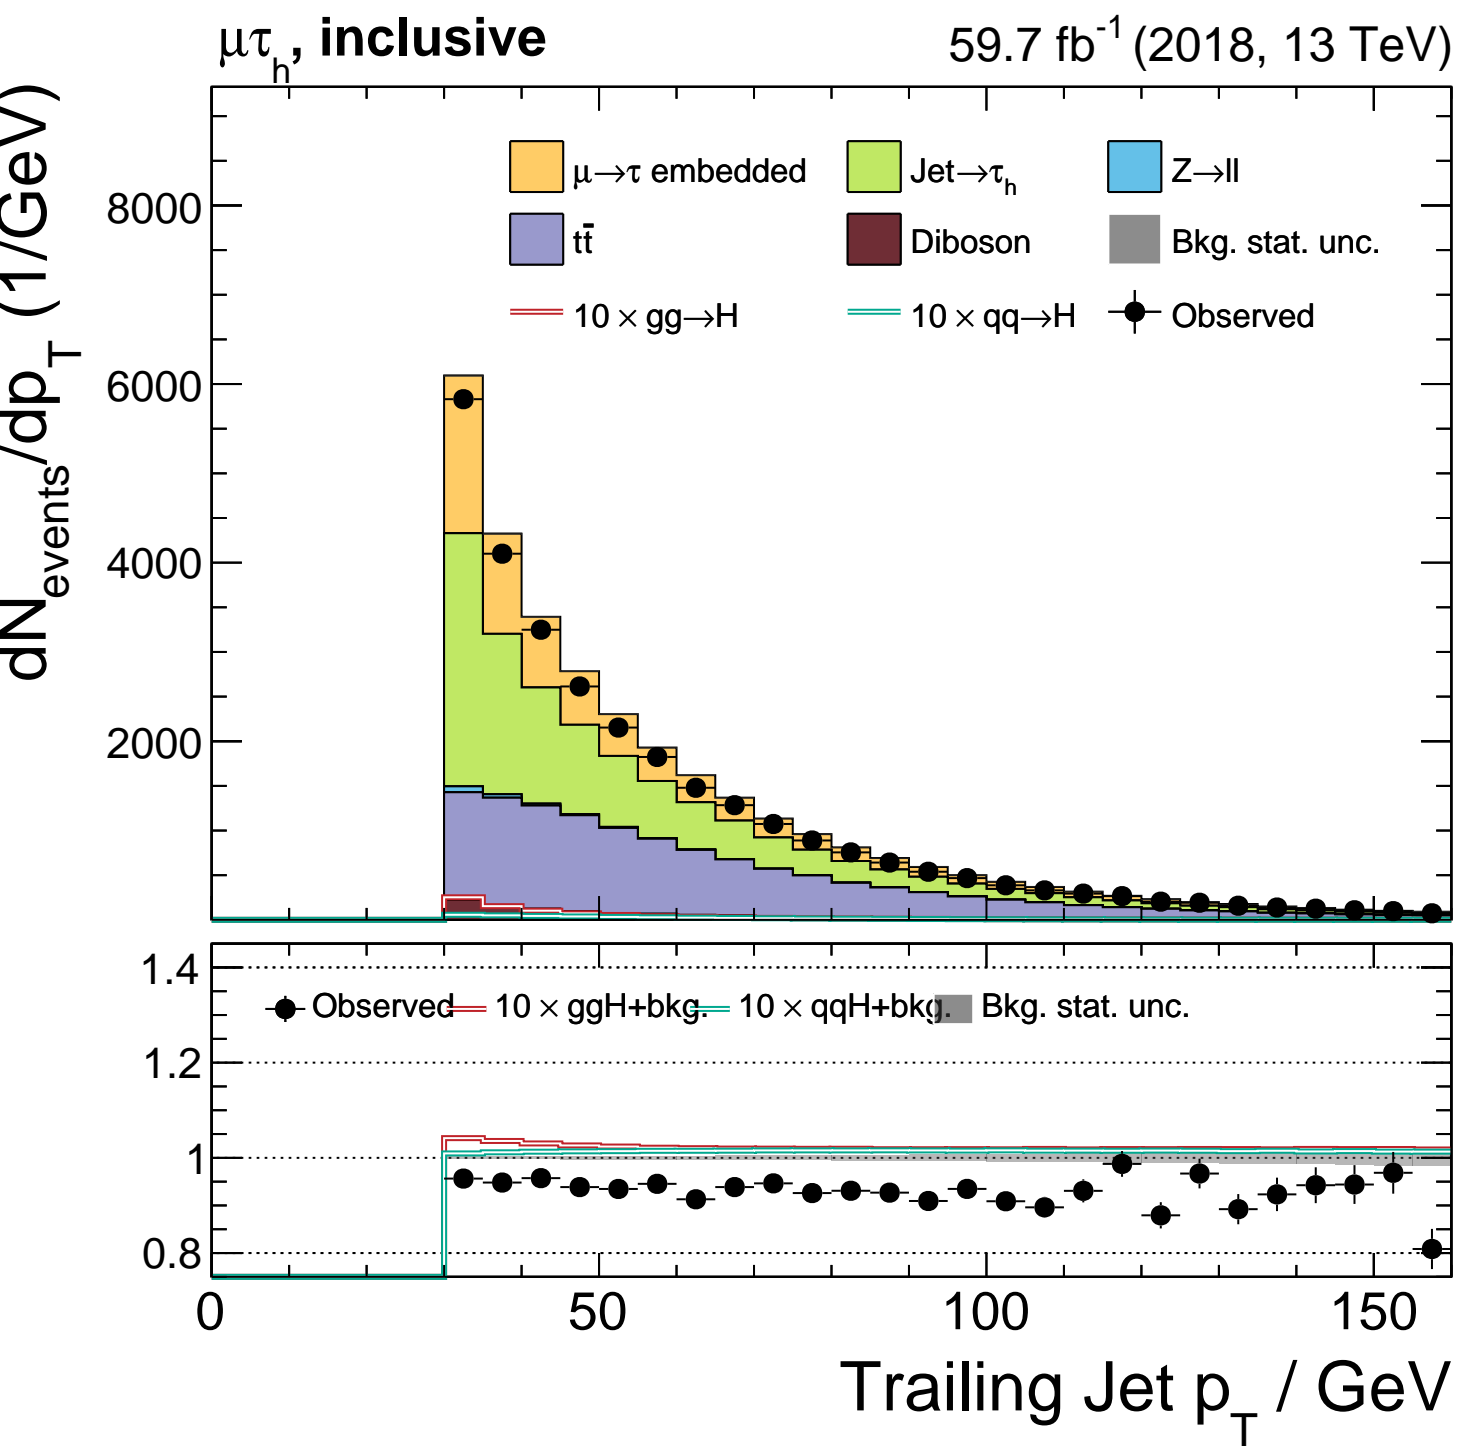 μτh, inclusive
59.7 fb-1 (2018, 13 TeV)
dNevents/dpT (1/GeV)
μ→τ embedded
Jet→τh
Z→ll
tt̄
Diboson
Bkg. stat. unc.
10 × gg→H
10 × qq→H
Observed
8000
6000
4000
2000
1.4
1.2
1
0.8
Observed
10 × ggH+bkg.
10 × qqH+bkg.
Bkg. stat. unc.
0
50
100
150
Trailing Jet pT / GeV